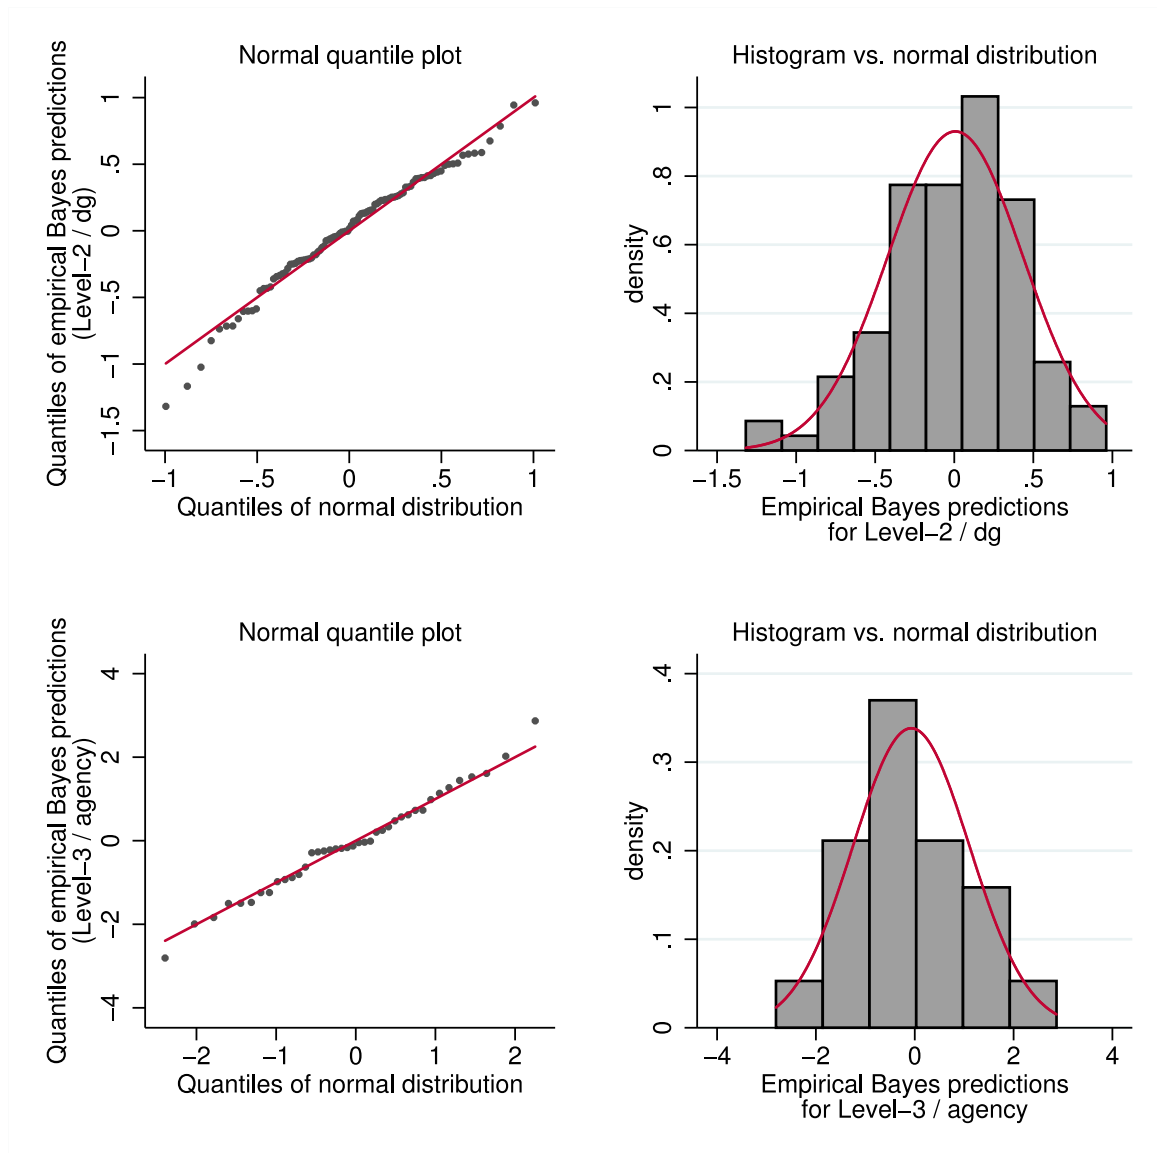 Normal quantile plot
Quantiles of empirical Bayes predictions
(Level−2 / dg)
1
.5
0
−.5
−1
−1.5
−1 −.5 0 .5 1
Quantiles of normal distribution
Histogram vs. normal distribution
density
1
.8
.6
.4
.2
0
−1.5 −1 −.5 0 .5 1
Empirical Bayes predictions
for Level−2 / dg
Normal quantile plot
Quantiles of empirical Bayes predictions
(Level−3 / agency)
4
2
0
−2
−4
−2 −1 0 1 2
Quantiles of normal distribution
Histogram vs. normal distribution
density
.4
.3
.2
.1
0
−4 −2 0 2 4
Empirical Bayes predictions
for Level−3 / agency